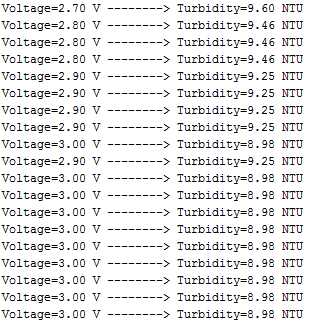 Voltage=2.70 V --------> Turbidity=9.60 NTU
Voltage=2.80 V --------> Turbidity=9.46 NTU
Voltage=2.80 V --------> Turbidity=9.46 NTU
Voltage=2.80 V --------> Turbidity=9.46 NTU
Voltage=2.90 V --------> Turbidity=9.25 NTU
Voltage=2.90 V --------> Turbidity=9.25 NTU
Voltage=2.90 V --------> Turbidity=9.25 NTU
Voltage=2.90 V --------> Turbidity=9.25 NTU
Voltage=3.00 V --------> Turbidity=8.98 NTU
Voltage=2.90 V --------> Turbidity=9.25 NTU
Voltage=3.00 V --------> Turbidity=8.98 NTU
Voltage=3.00 V --------> Turbidity=8.98 NTU
Voltage=3.00 V --------> Turbidity=8.98 NTU
Voltage=3.00 V --------> Turbidity=8.98 NTU
Voltage=3.00 V --------> Turbidity=8.98 NTU
Voltage=3.00 V --------> Turbidity=8.98 NTU
Voltage=3.00 V --------> Turbidity=8.98 NTU
Voltage=3.00 V --------> Turbidity=8.98 NTU
Voltage=3.00 V --------> Turbidity=8.98 NTU